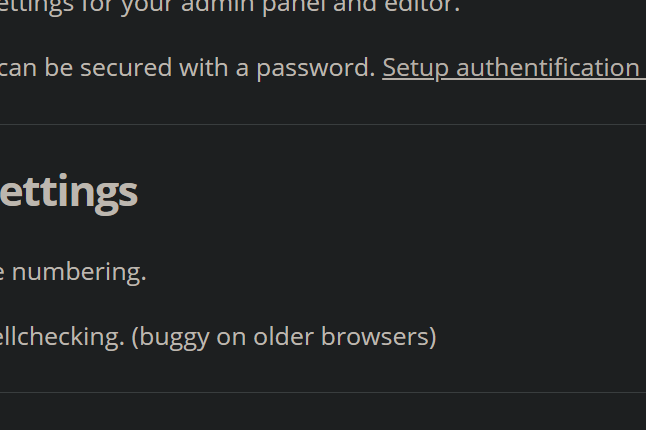 ettings for your admin panel and editor.
can be secured with a password. Setup authentification
ettings
e numbering.
ellchecking. (buggy on older browsers)